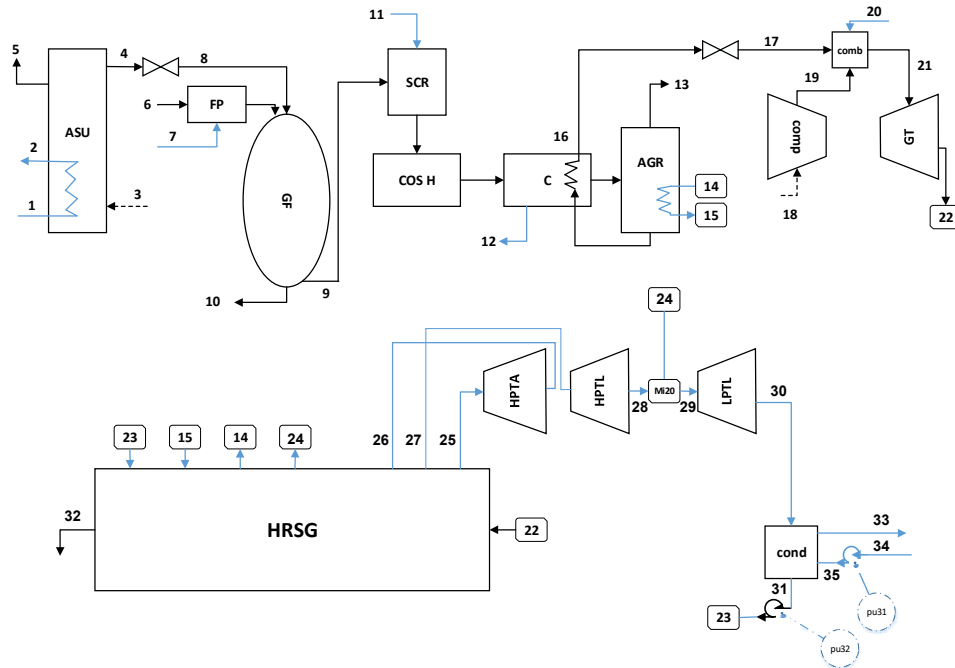 11
20
5
4
8
17
comb
19
21
SCR
13
6
FP
ASU
7
comp
GT
16
2
COS H
C
AGR
14
3
GF
15
1
18
22
12
9
10
24
HPTA
HPTL
Mi20
LPTL
30
28
29
23
15
14
24
26
27
25
32
HRSG
22
33
cond
34
35
31
23
pu31
pu32